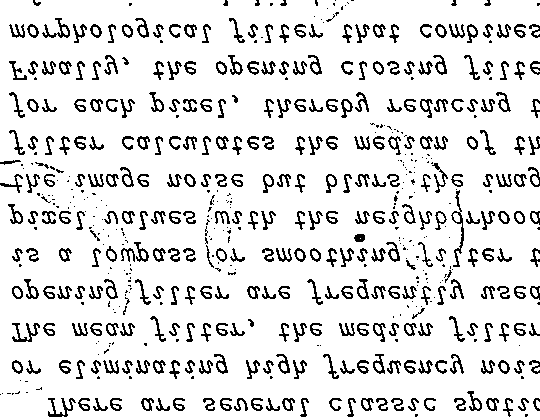 There are several classic spatia
or eliminating high frequency nois
The mean filter, the median filter
opening filter are frequently used
is a lowpass or smoothing filter t
pixel values with the neighborhood
the image noise but blurs the imag
filter calculates the median of th
for each pixel, thereby reducing t
Finally, the opening closing filte
morphological filter that combines